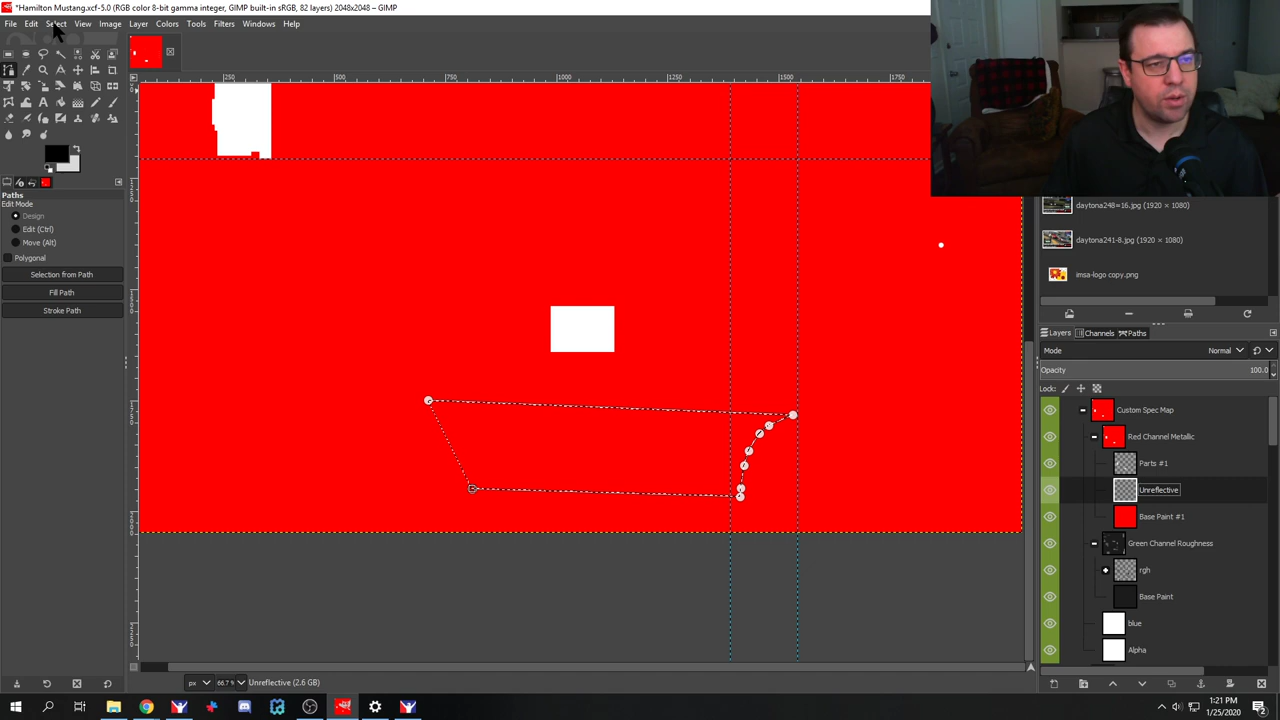 *Hamilton Mustang.xcf-5.0 (RGB color 8-bit gamma integer, GIMP built-in sRGB, 82 layers) 2048x2048 – GIMP
File Edit Select View Image Layer Colors Tools Filters Windows Help
250 500 750 1000 1250 1500 1750
Paths
Edit Mode
Design
Edit (Ctrl)
Move (Alt)
Polygonal
Selection from Path
Fill Path
Stroke Path
daytona248=16.jpg (1920 × 1080)
daytona241-8.jpg (1920 × 1080)
imsa-logo copy.png
Layers Channels Paths
Mode Normal
Opacity 100.0
Lock:
Custom Spec Map
Red Channel Metallic
Parts #1
Unreflective
Base Paint #1
Green Channel Roughness
rgh
Base Paint
blue
Alpha
px 66.7 % Unreflective (2.6 GB)
1:21 PM
1/25/2020